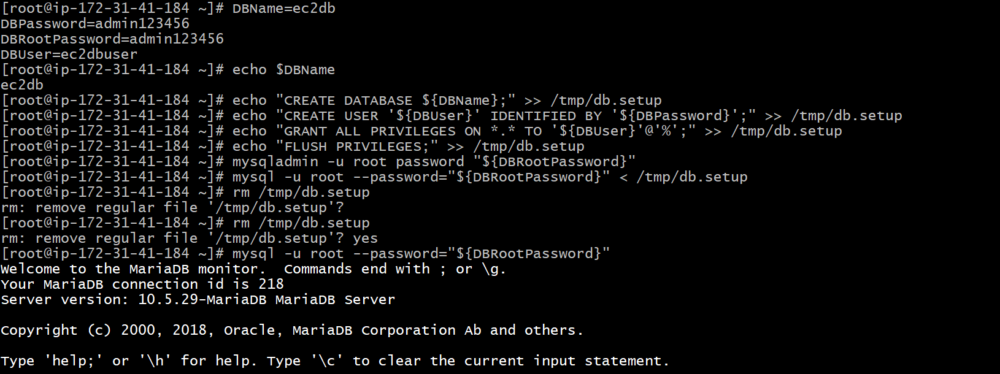 [root@ip-172-31-41-184 ~]# DBName=ec2db
DBPassword=admin123456
DBRootPassword=admin123456
DBUser=ec2dbuser
[root@ip-172-31-41-184 ~]# echo $DBName
ec2db
[root@ip-172-31-41-184 ~]# echo "CREATE DATABASE ${DBName};" >> /tmp/db.setup
[root@ip-172-31-41-184 ~]# echo "CREATE USER '${DBUser}' IDENTIFIED BY '${DBPassword}';" >> /tmp/db.setup
[root@ip-172-31-41-184 ~]# echo "GRANT ALL PRIVILEGES ON *.* TO '${DBUser}'@'%';" >> /tmp/db.setup
[root@ip-172-31-41-184 ~]# echo "FLUSH PRIVILEGES;" >> /tmp/db.setup
[root@ip-172-31-41-184 ~]# mysqladmin -u root password "${DBRootPassword}"
[root@ip-172-31-41-184 ~]# mysql -u root --password="${DBRootPassword}" < /tmp/db.setup
[root@ip-172-31-41-184 ~]# rm /tmp/db.setup
rm: remove regular file '/tmp/db.setup'?
[root@ip-172-31-41-184 ~]# rm /tmp/db.setup
rm: remove regular file '/tmp/db.setup'? yes
[root@ip-172-31-41-184 ~]# mysql -u root --password="${DBRootPassword}"
Welcome to the MariaDB monitor.  Commands end with ; or \g.
Your MariaDB connection id is 218
Server version: 10.5.29-MariaDB MariaDB Server
Copyright (c) 2000, 2018, Oracle, MariaDB Corporation Ab and others.
Type 'help;' or '\h' for help. Type '\c' to clear the current input statement.